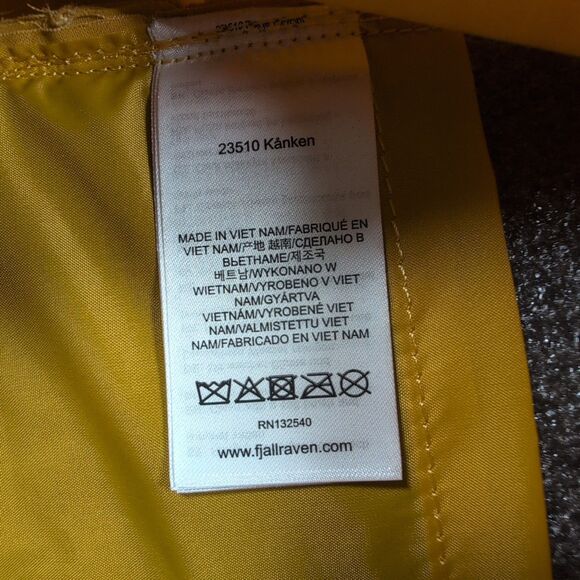 23510 Kånken
MADE IN VIET NAM/FABRIQUÉ EN
VIET NAM/产地 越南/СДЕЛАНО В
ВЬЕТНАМЕ/제조국
베트남/WYKONANO W
WIETNAM/VYROBENO V VIET
NAM/GYÁRTVA
VIETNÁM/VYROBENÉ VIET
NAM/VALMISTETTU VIET
NAM/FABRICADO EN VIET NAM
RN132540
www.fjallraven.com